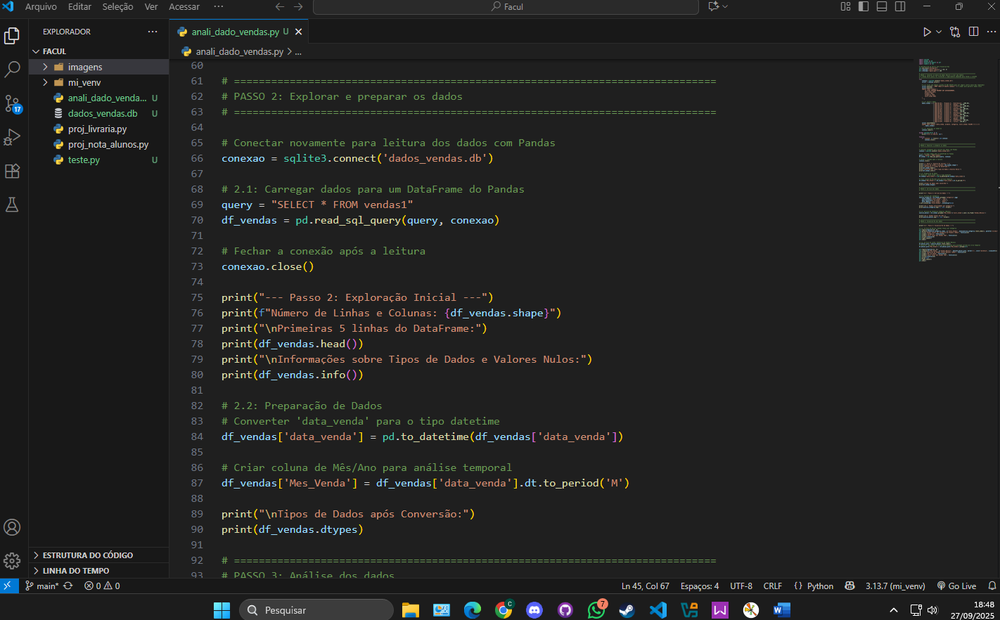 Arquivo Editar Seleção Ver Acessar ··· Facul
EXPLORADOR ···
FACUL
imagens
mi_venv
anali_dado_venda... U
dados_vendas.db U
proj_livraria.py
proj_nota_alunos.py
teste.py U
ESTRUTURA DO CÓDIGO
LINHA DO TEMPO
17
anali_dado_vendas.py U
anali_dado_vendas.py > ...
60
61 # ==============================================================================
62 # PASSO 2: Explorar e preparar os dados
63 # ==============================================================================
64
65 # Conectar novamente para leitura dos dados com Pandas
66 conexao = sqlite3.connect('dados_vendas.db')
67
68 # 2.1: Carregar dados para um DataFrame do Pandas
69 query = "SELECT * FROM vendas1"
70 df_vendas = pd.read_sql_query(query, conexao)
71
72 # Fechar a conexão após a leitura
73 conexao.close()
74
75 print("--- Passo 2: Exploração Inicial ---")
76 print(f"Número de Linhas e Colunas: {df_vendas.shape}")
77 print("\nPrimeiras 5 linhas do DataFrame:")
78 print(df_vendas.head())
79 print("\nInformações sobre Tipos de Dados e Valores Nulos:")
80 print(df_vendas.info())
81
82 # 2.2: Preparação de Dados
83 # Converter 'data_venda' para o tipo datetime
84 df_vendas['data_venda'] = pd.to_datetime(df_vendas['data_venda'])
85
86 # Criar coluna de Mês/Ano para análise temporal
87 df_vendas['Mes_Venda'] = df_vendas['data_venda'].dt.to_period('M')
88
89 print("\nTipos de Dados após Conversão:")
90 print(df_vendas.dtypes)
91
92 # ==============================================================================
93 # PASSO 3: Análise dos dados
main* 0 0 Ln 45, Col 67 Espaços: 4 UTF-8 CRLF {} Python 3.13.7 (mi_venv) Go Live
Pesquisar
C
7
18:48
27/09/2025